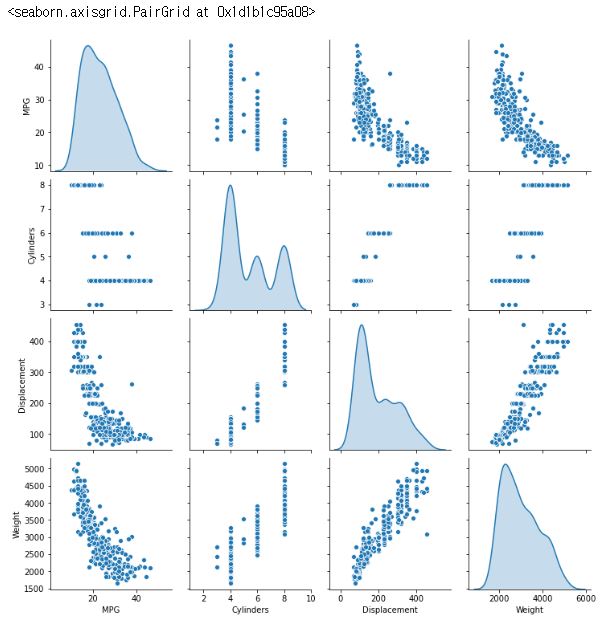 <seaborn.axisgrid.PairGrid at 0x1d1b1c95a08>
40
30
20
10
MPG
8
7
6
5
4
3
Cylinders
400
300
200
100
Displacement
5000
4500
4000
3500
3000
2500
2000
1500
Weight
20 40
MPG
2 4 6 8 10
Cylinders
0 200 400
Displacement
2000 4000 6000
Weight